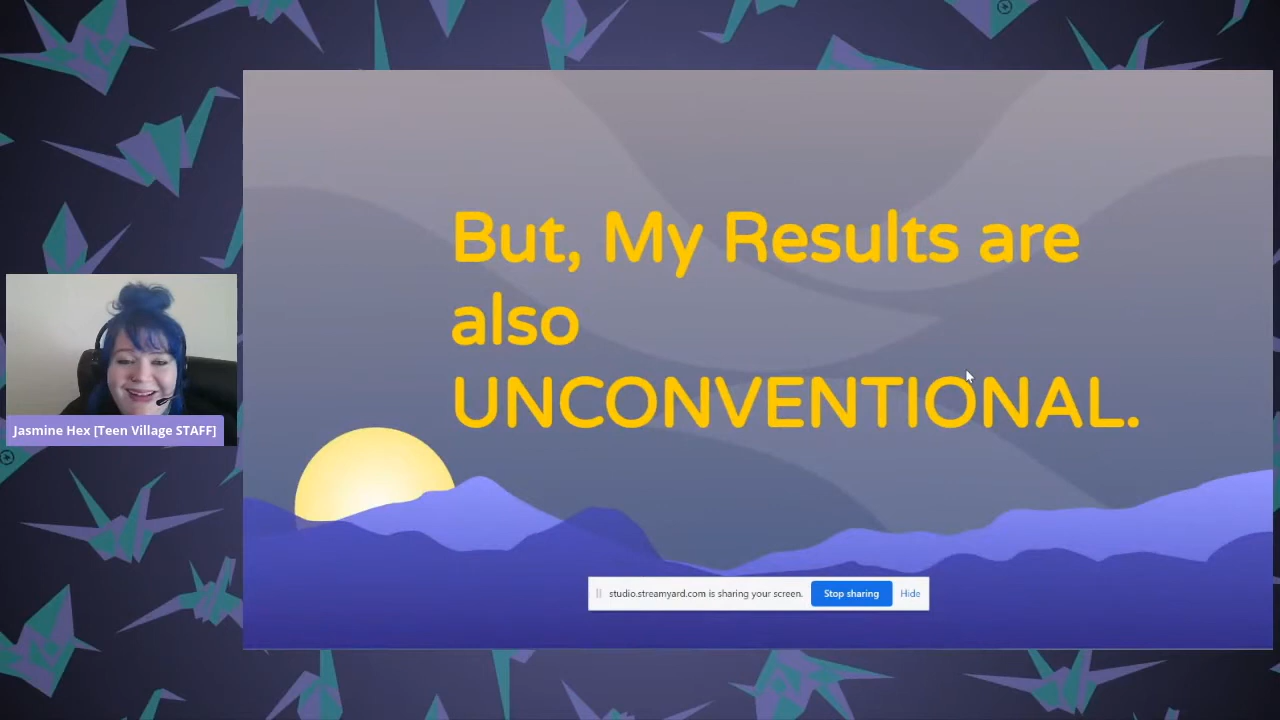 But, My Results are
also
UNCONVENTIONAL.
Jasmine Hex [Teen Village STAFF]
studio.streamyard.com is sharing your screen.
Stop sharing
Hide